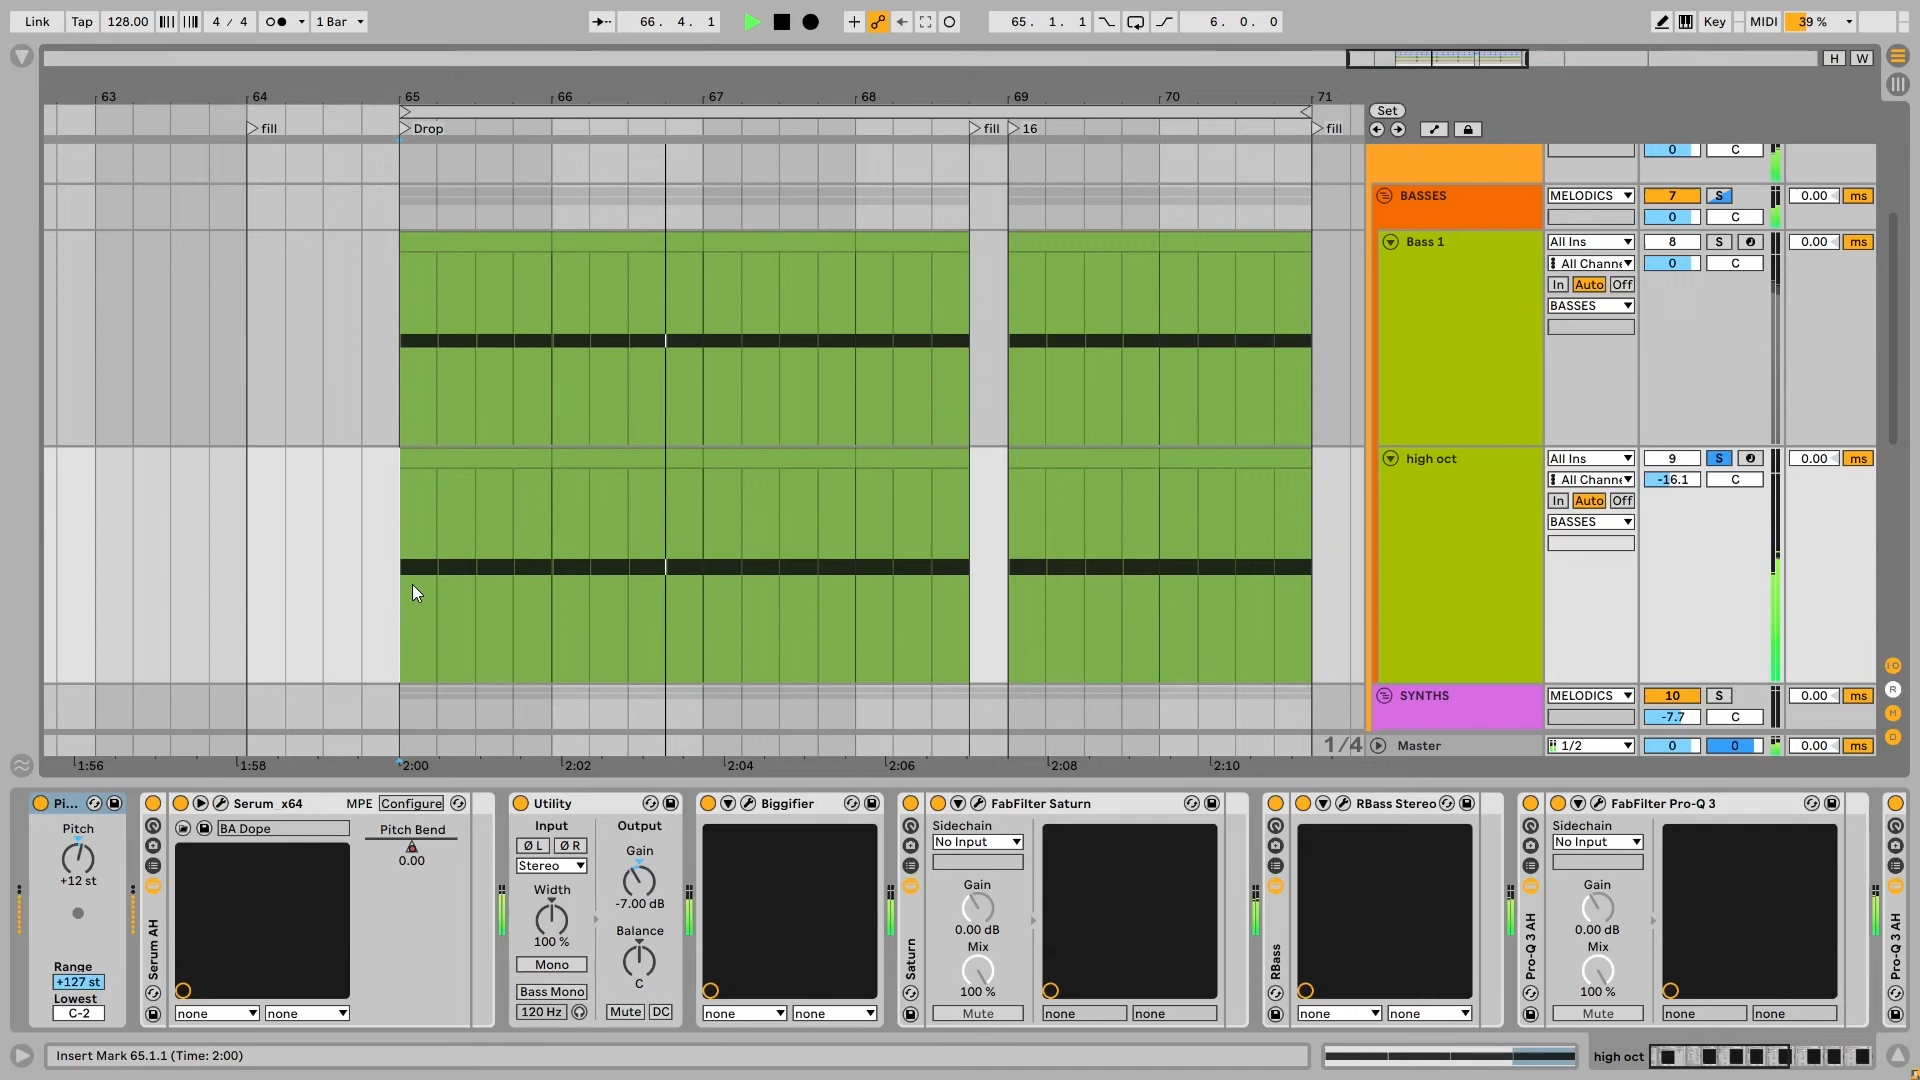 Link Tap 128.00 4 / 4 1 Bar 66. 4. 1 65. 1. 1 6. 0. 0 Key MIDI 39 %
H W
63 64 65 66 67 68 69 70 71
Set
fill Drop fill 16 fill
0 C
BASSES MELODICS 7 S 0.00 ms
0 C
Bass 1 All Ins 8 S 0.00 ms
All Channe 0 C
In Auto Off
BASSES
high oct All Ins 9 S 0.00 ms
All Channe -16.1 C
In Auto Off
BASSES
SYNTHS MELODICS 10 S 0.00 ms
-7.7 C
1/4 Master 1/2 0 0 0.00 ms
I·O
R
M
D
1:56 1:58 2:00 2:02 2:04 2:06 2:08 2:10
Pi...
Pitch
+12 st
Range
+127 st
Lowest
C-2
Serum AH
Serum_x64 MPE Configure
BA Dope
Pitch Bend
0.00
none none
Utility
Input Output
Ø L Ø R Gain
Stereo
Width -7.00 dB
Balance
100 %
Mono C
Bass Mono
120 Hz Mute DC
Biggifier
none none
Saturn
FabFilter Saturn
Sidechain
No Input
Gain
0.00 dB
Mix
100 %
Mute none none
RBass
RBass Stereo
none none
Pro-Q 3 AH
FabFilter Pro-Q 3
Sidechain
No Input
Gain
0.00 dB
Mix
100 %
Mute none none
Pro-Q 3 AH
Insert Mark 65.1.1 (Time: 2:00) high oct